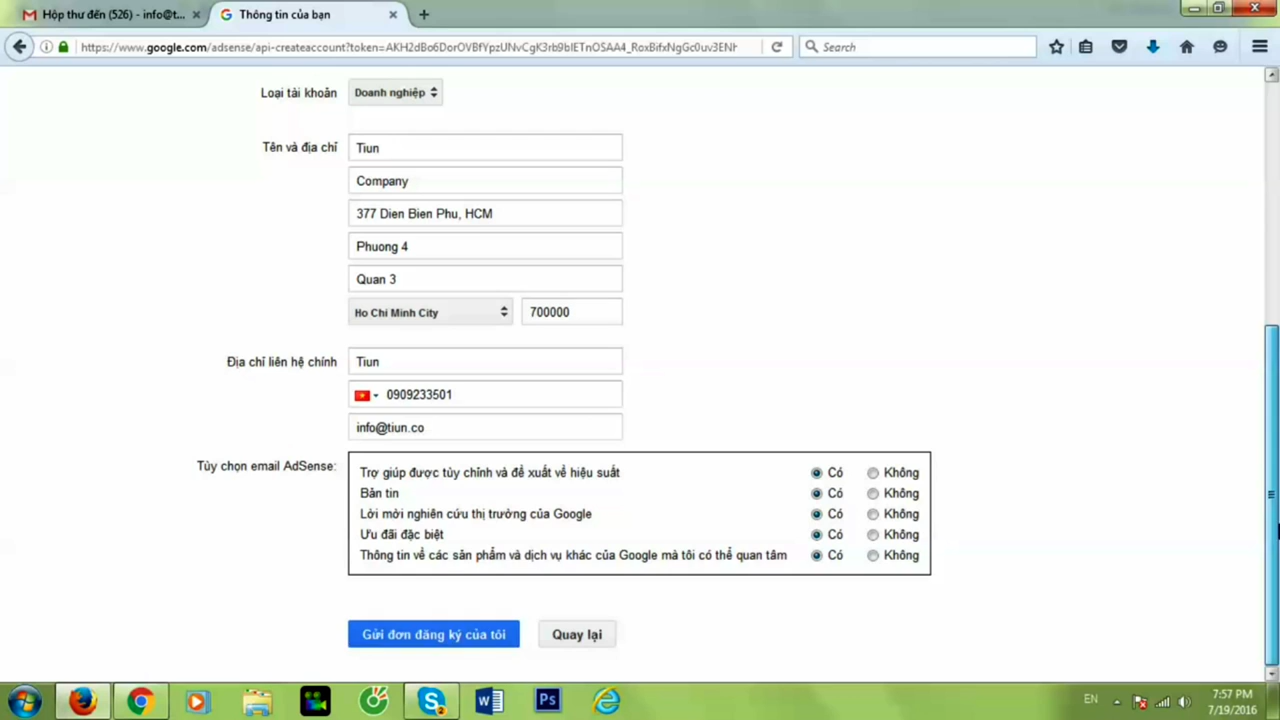 Hộp thư đến (526) - info@t...
Thông tin của bạn
https://www.google.com/adsense/api-createaccount?token=AKH2dBo6DorOVBfYpzUNvCgK3rb9bIETnOSAA4_RoxBifxNgGc0uv3ENH
Search
Loại tài khoản
Doanh nghiệp
Tên và địa chỉ
Tiun
Company
377 Dien Bien Phu, HCM
Phuong 4
Quan 3
Ho Chi Minh City
700000
Địa chỉ liên hệ chính
Tiun
0909233501
info@tiun.co
Tùy chọn email AdSense:
Trợ giúp được tùy chỉnh và đề xuất về hiệu suất Có Không
Bản tin Có Không
Lời mời nghiên cứu thị trường của Google Có Không
Ưu đãi đặc biệt Có Không
Thông tin về các sản phẩm và dịch vụ khác của Google mà tôi có thể quan tâm Có Không
Gửi đơn đăng ký của tôi
Quay lại
Ps
EN
7:57 PM
7/19/2016